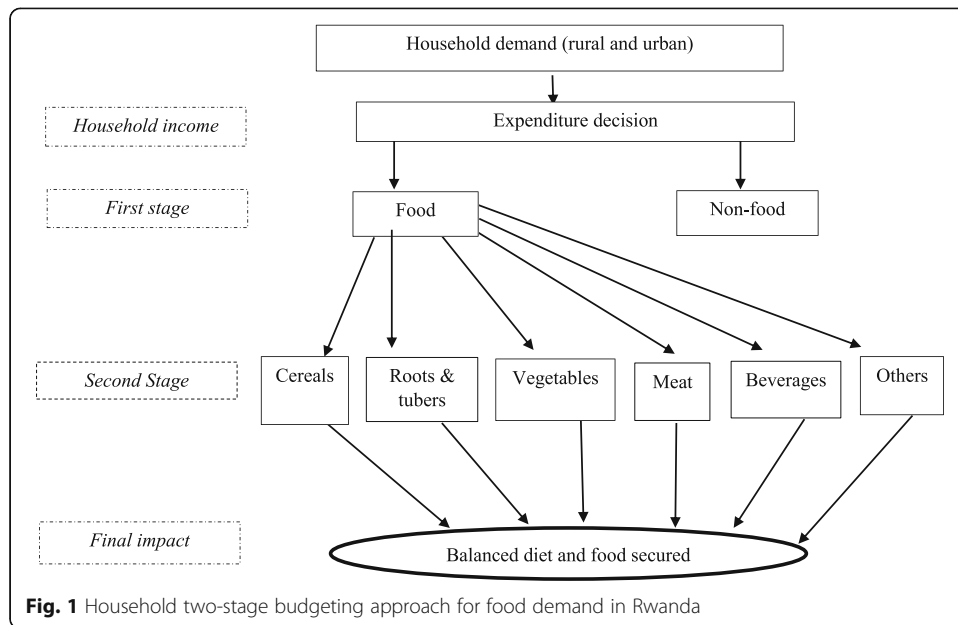 Household demand (rural and urban)
Household income
Expenditure decision
First stage
Food
Non-food
Second Stage
Cereals
Roots &
tubers
Vegetables
Meat
Beverages
Others
Final impact
Balanced diet and food secured
Fig. 1 Household two-stage budgeting approach for food demand in Rwanda